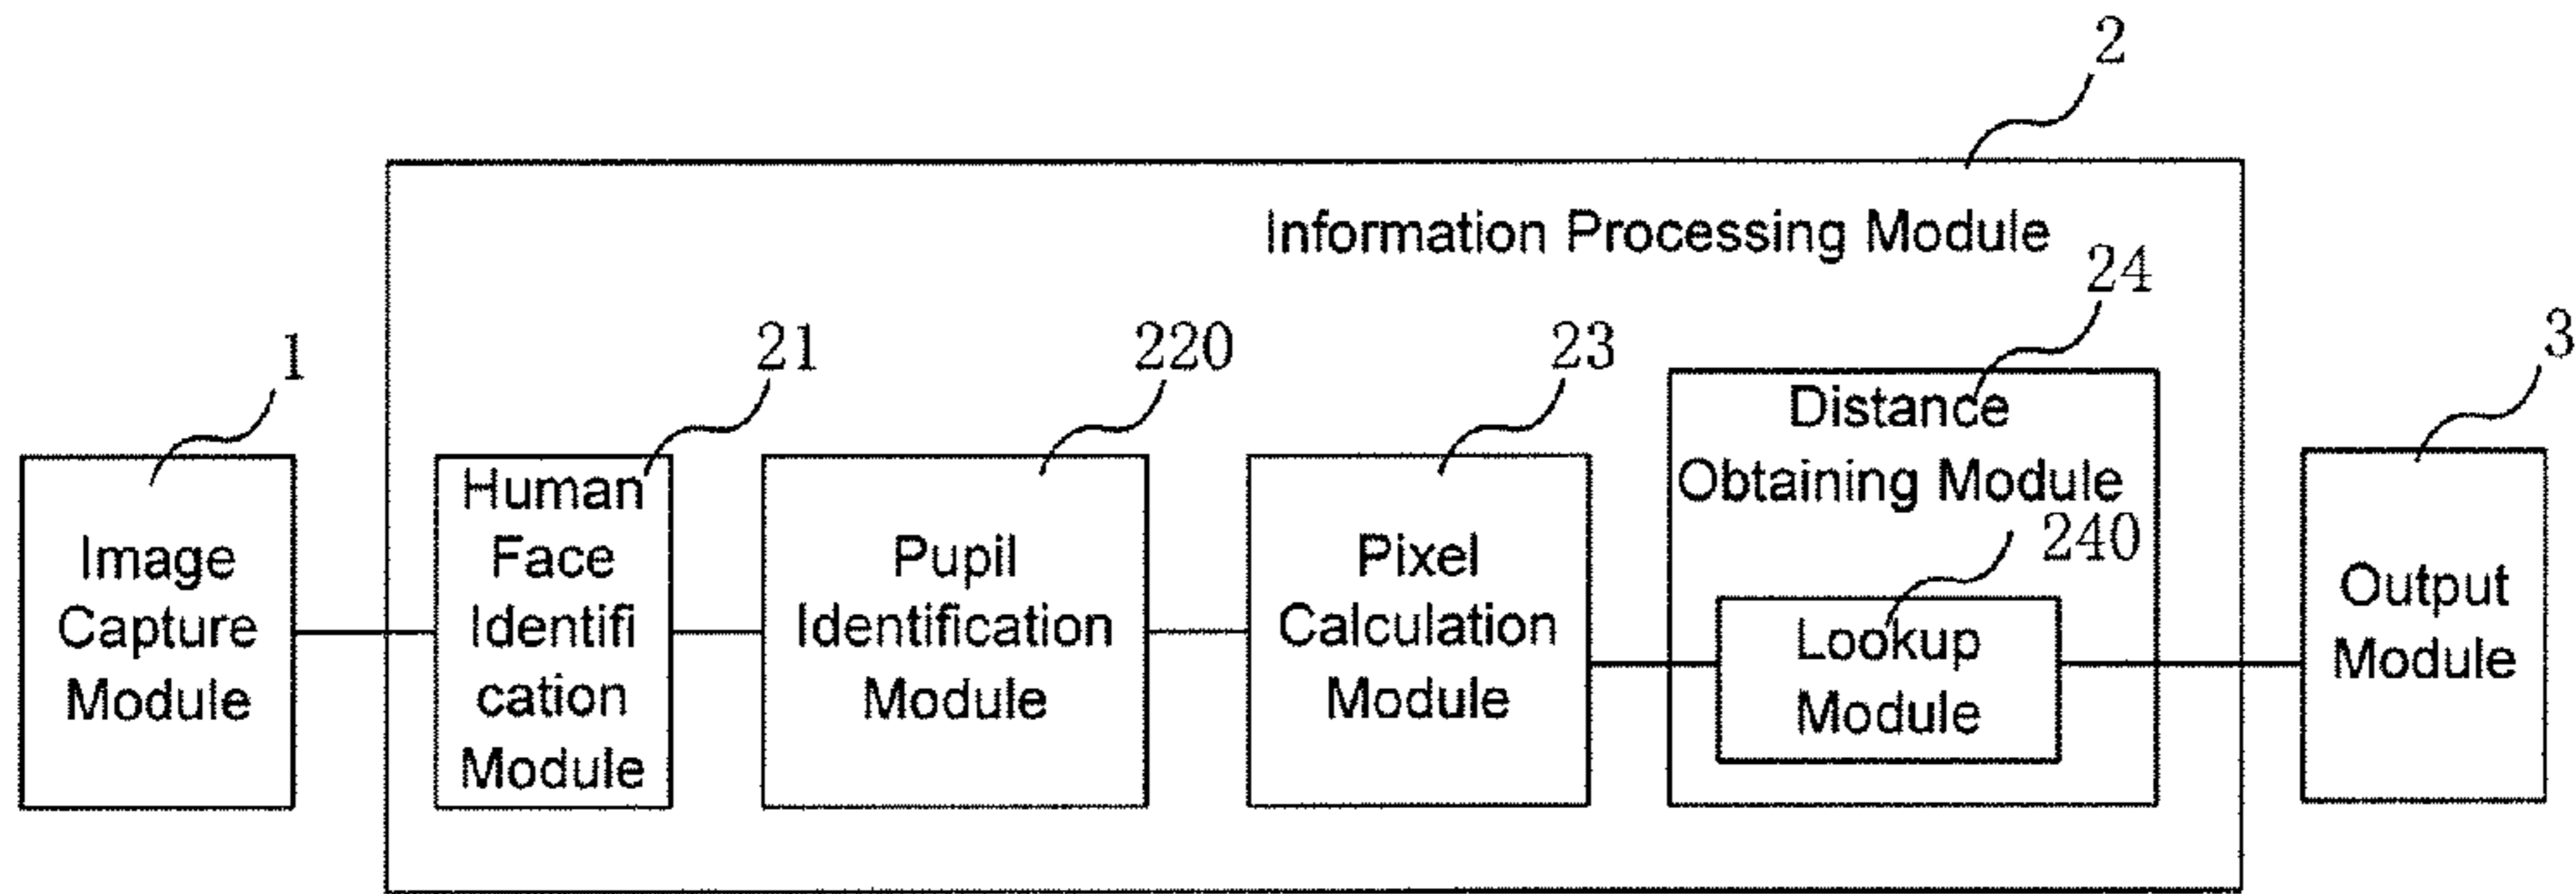 2
Information Processing Module
24
1
21
220
23
3
Distance
Obtaining Module
240
Image
Capture
Module
Human
Face
Identifi
cation
Module
Pupil
Identification
Module
Pixel
Calculation
Module
Lookup
Module
Output
Module